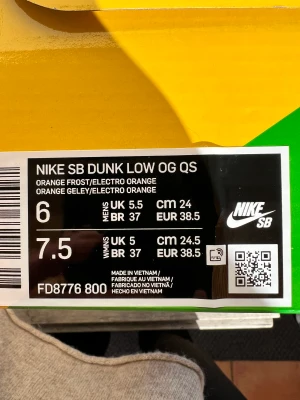 NIKE SB DUNK LOW OG QS
ORANGE FROST/ELECTRO ORANGE
ORANGE GELEY/ELECTRO ORANGE
6 MENS UK 5.5 CM 24
BR 37 EUR 38.5
7.5 WMNS UK 5 CM 24.5
BR 37 EUR 38.5
FD8776 800
MADE IN VIETNAM /
FABRIQUE AU VIETNAM /
FABRICADO NO VIETNÃ /
HECHO EN VIETNAM
NIKE
SB